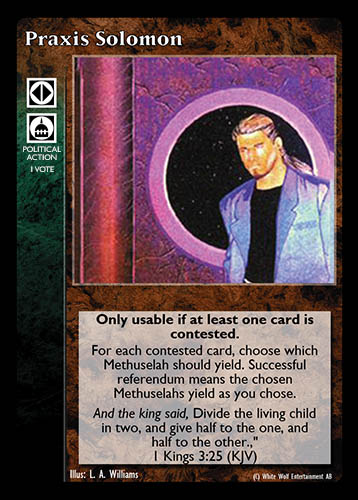 Praxis Solomon
POLITICAL
ACTION
1 VOTE
Only usable if at least one card is
contested.
For each contested card, choose which
Methuselah should yield. Successful
referendum means the chosen
Methuselahs yield as you chose.
And the king said, Divide the living child
in two, and give half to the one, and
half to the other.,"
1 Kings 3:25 (KJV)
Illus: L. A. Williams
(C) White Wolf Entertainment AB